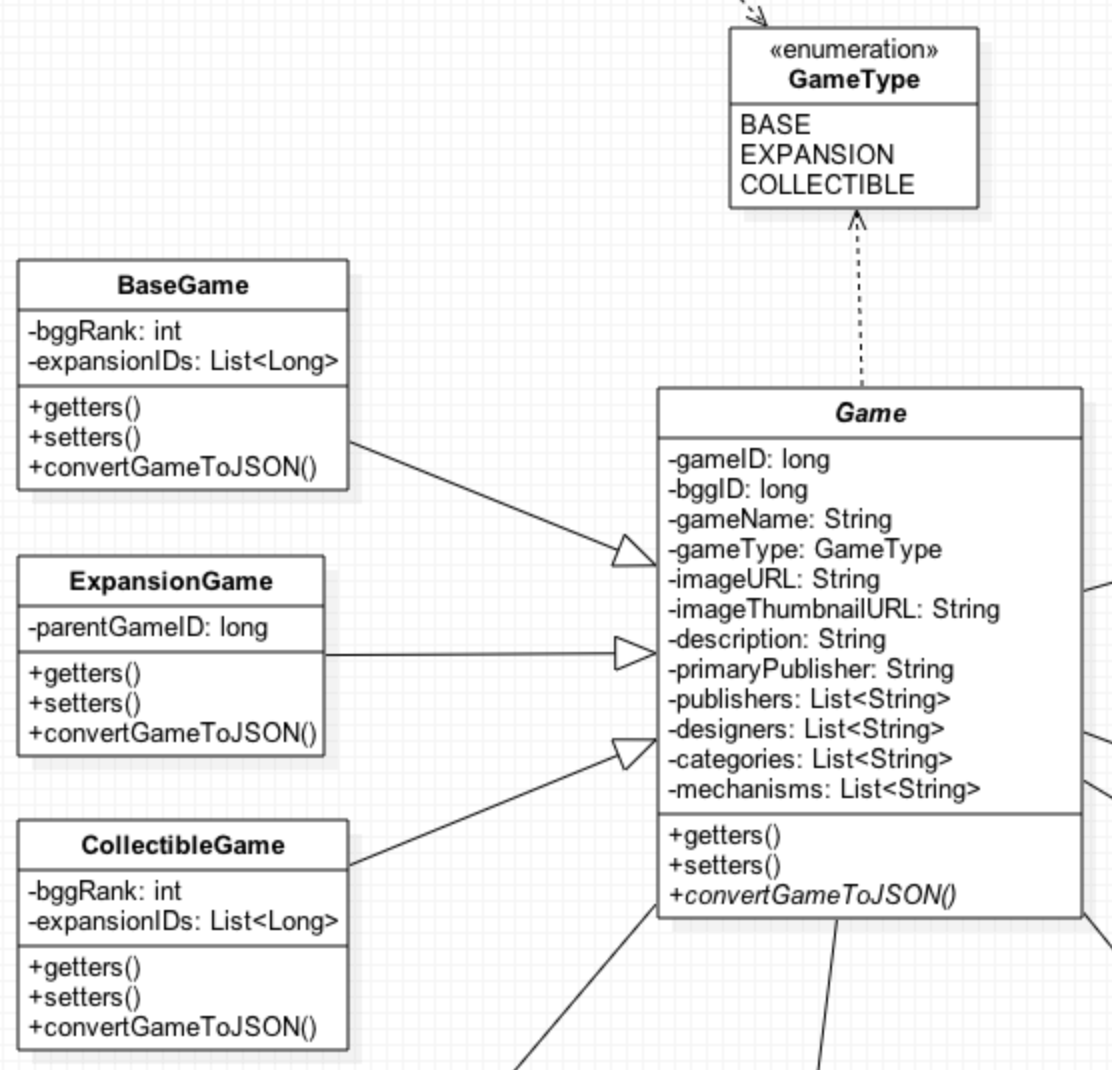 «enumeration»
GameType
BASE
EXPANSION
COLLECTIBLE
BaseGame
-bggRank: int
-expansionIDs: List<Long>
+getters()
+setters()
+convertGameToJSON()
ExpansionGame
-parentGameID: long
+getters()
+setters()
+convertGameToJSON()
CollectibleGame
-bggRank: int
-expansionIDs: List<Long>
+getters()
+setters()
+convertGameToJSON()
Game
-gameID: long
-bggID: long
-gameName: String
-gameType: GameType
-imageURL: String
-imageThumbnailURL: String
-description: String
-primaryPublisher: String
-publishers: List<String>
-designers: List<String>
-categories: List<String>
-mechanisms: List<String>
+getters()
+setters()
+convertGameToJSON()